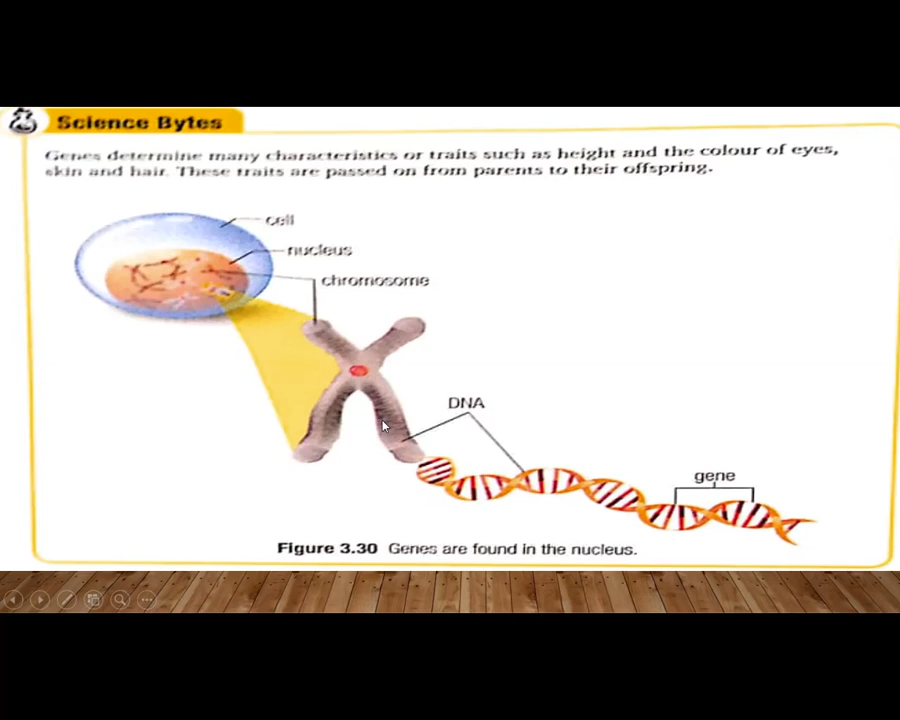 Science Bytes
Genes determine many characteristics or traits such as height and the colour of eyes,
skin and hair. These traits are passed on from parents to their offspring.
cell
nucleus
chromosome
DNA
gene
Figure 3.30 Genes are found in the nucleus.